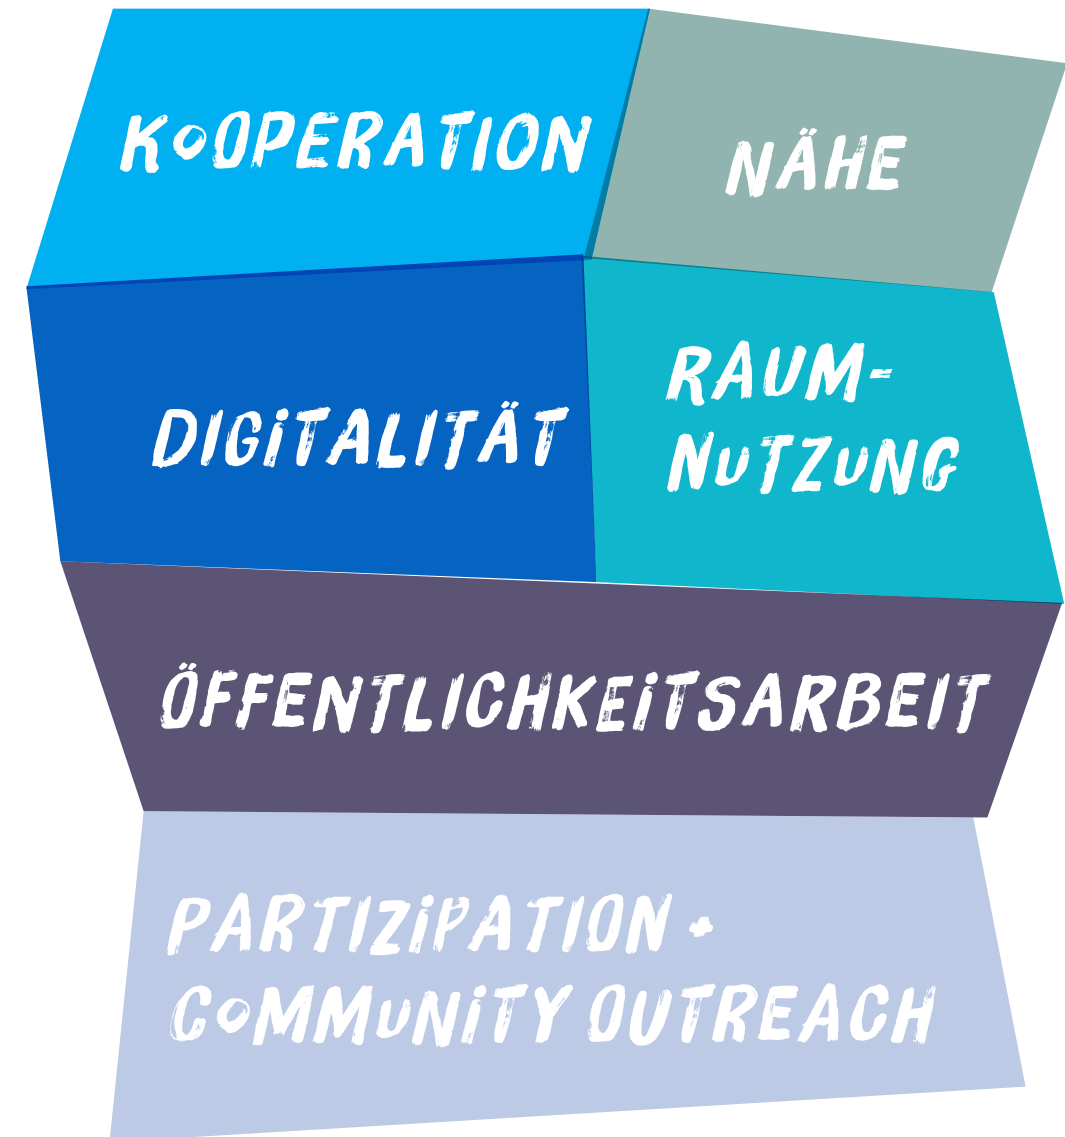 KOOPERATION
NÄHE
DIGITALITÄT
RAUM-
NUTZUNG
ÖFFENTLICHKEITSARBEIT
PARTIZIPATION +
COMMUNITY OUTREACH